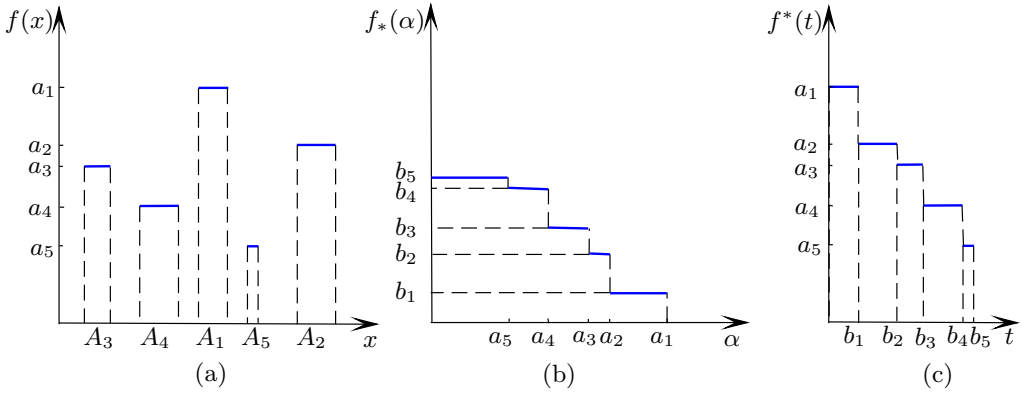 f(x)
a₁
a₂
a₃
a₄
a₅
A₃ A₄ A₁ A₅ A₂ x
(a)
f∗(α)
b₅
b₄
b₃
b₂
b₁
a₅ a₄ a₃ a₂ a₁ α
(b)
f*(t)
a₁
a₂
a₃
a₄
a₅
b₁ b₂ b₃ b₄ b₅ t
(c)